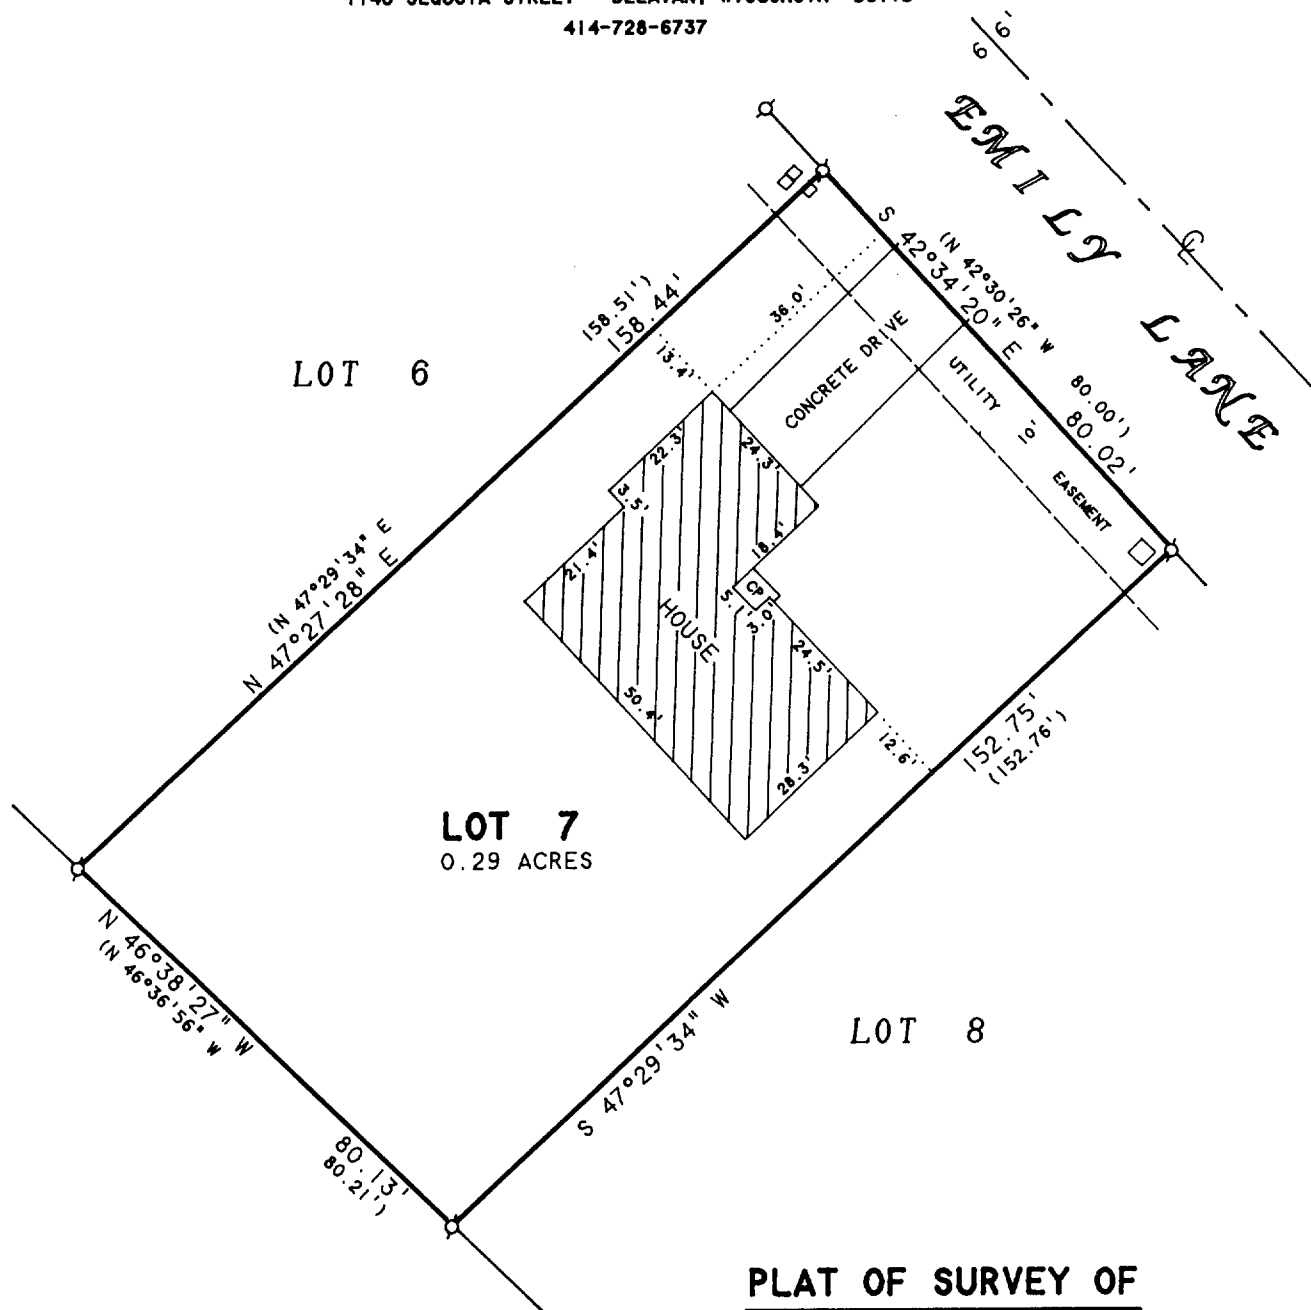 414-728-6737
66'
EMILY LANE
S 42°34'20" E 80.02'
(N 42°30'26" W 80.00')
158.51')
158.44'
36.0'
13.4'
CONCRETE DRIVE
UTILITY 10' EASEMENT
LOT 6
22.3'
24.3'
3.5'
18.4'
21.4'
CP
5.1'
3.0'
HOUSE
24.5'
50.4'
28.3'
12.6'
(N 47°29'34" E
N 47°27'28" E
152.75'
(152.76')
LOT 7
0.29 ACRES
N 46°38'27" W
(N 46°36'56" W
80.13'
80.21')
S 47°29'34" W
LOT 8
PLAT OF SURVEY OF